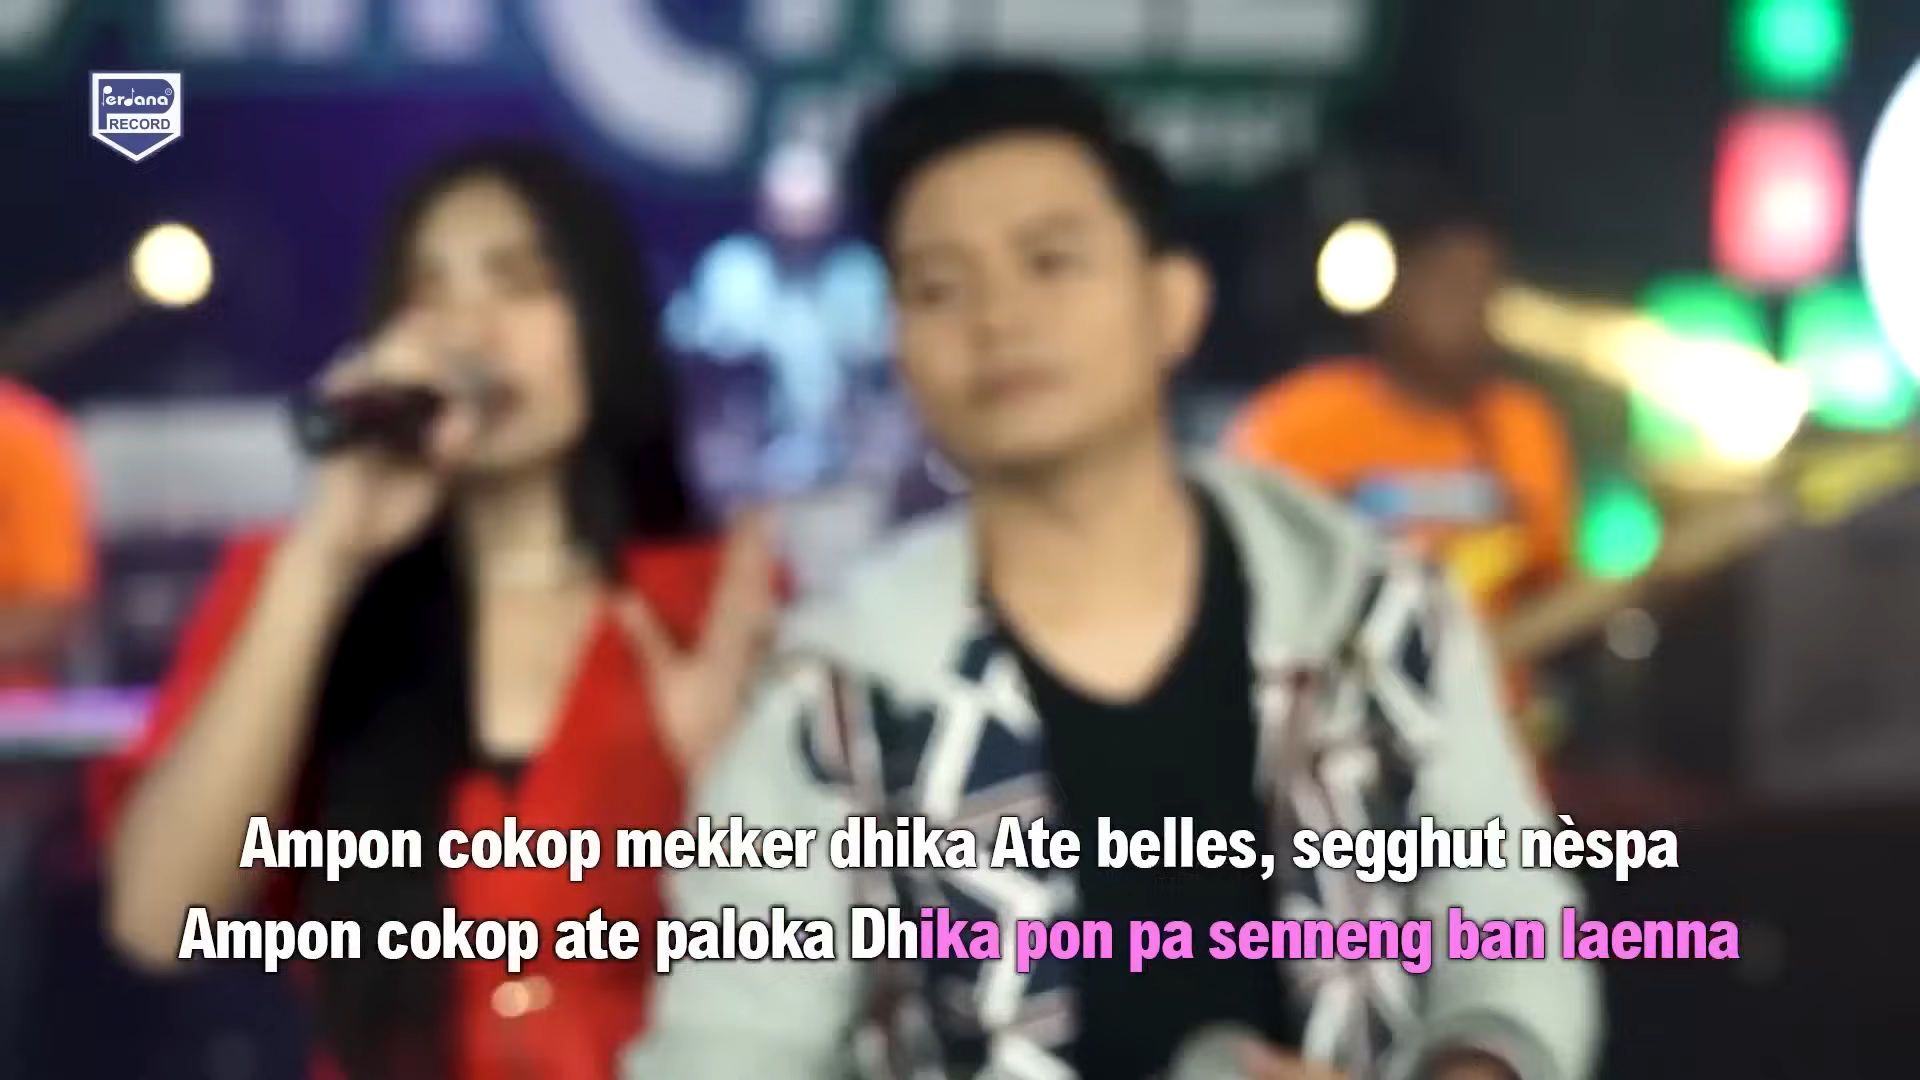 Perdana
RECORD
Ampon cokop mekker dhika Ate belles, segghut nèspa
Ampon cokop ate paloka Dhika pon pa senneng ban laenna